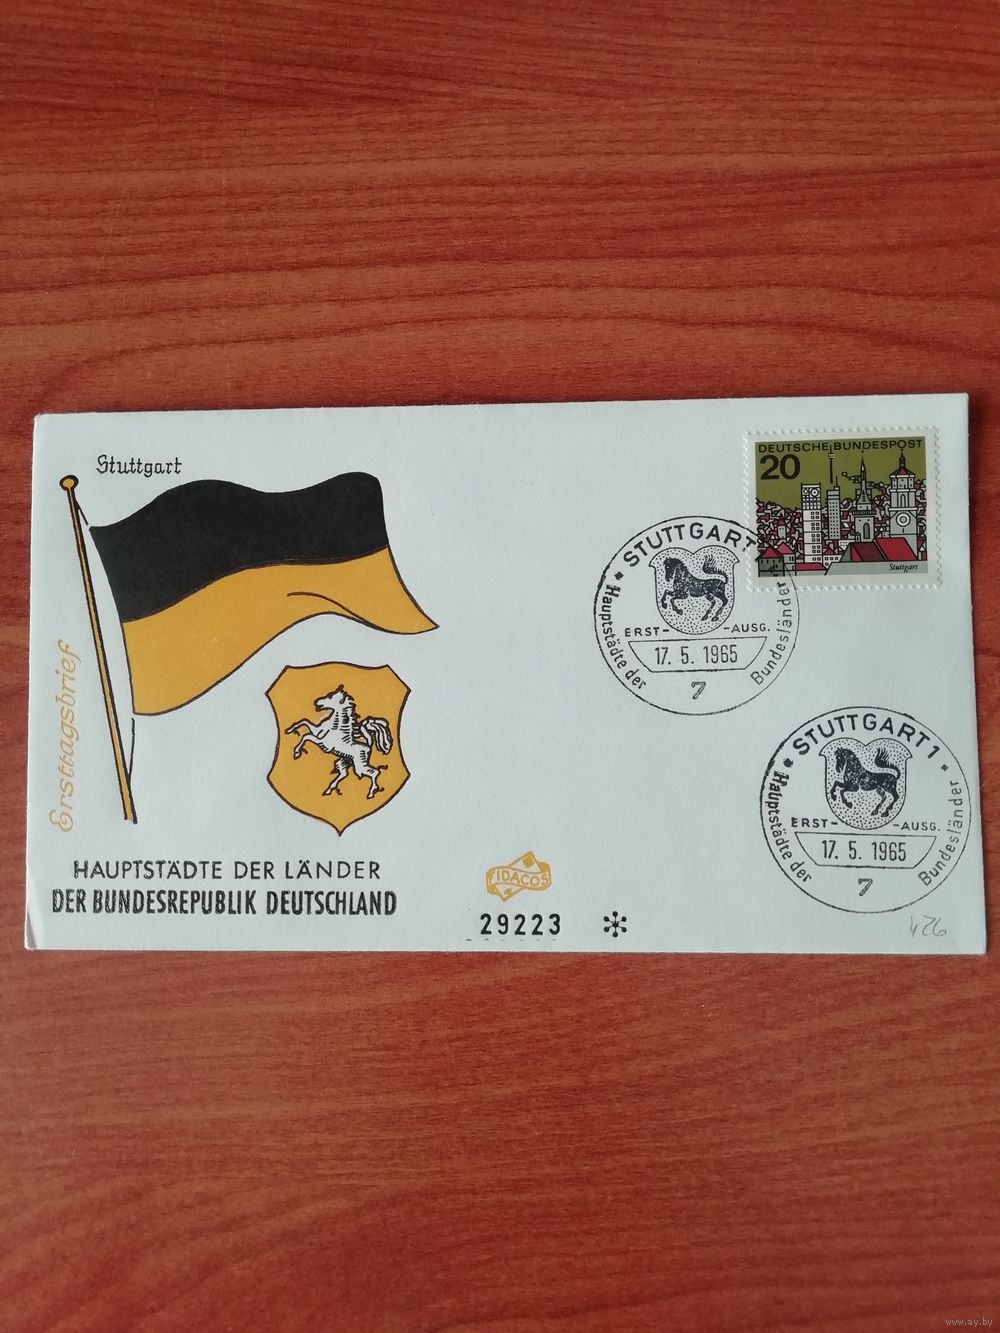 Stuttgart
Ersttagsbrief
HAUPTSTÄDTE DER LÄNDER
DER BUNDESREPUBLIK DEUTSCHLAND
FIDACOS
29223
DEUTSCHE BUNDESPOST
20
Stuttgart
STUTTGART
ERST- -AUSG.
17. 5. 1965
Hauptstädte der Bundesländer
7
STUTTGART 1
ERST- -AUSG.
17. 5. 1965
Hauptstädte der Bundesländer
7
426
www.ay.by